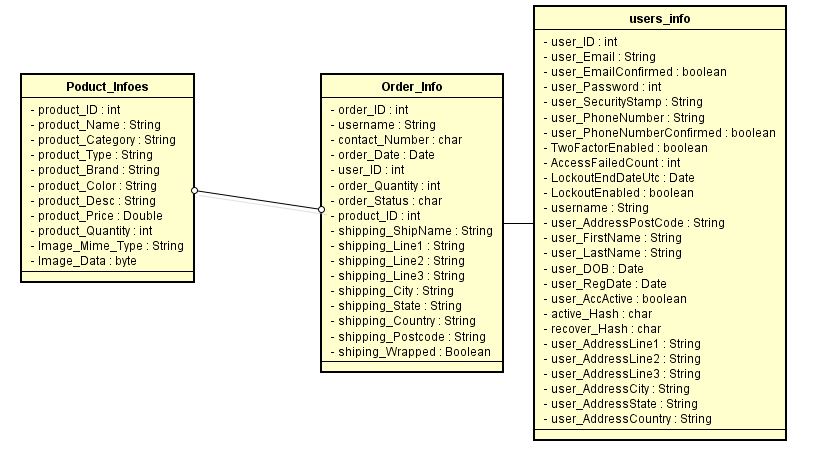 Poduct_Infoes
- product_ID : int
- product_Name : String
- product_Category : String
- product_Type : String
- product_Brand : String
- product_Color : String
- product_Desc : String
- product_Price : Double
- product_Quantity : int
- Image_Mime_Type : String
- Image_Data : byte
Order_Info
- order_ID : int
- username : String
- contact_Number : char
- order_Date : Date
- user_ID : int
- order_Quantity : int
- order_Status : char
- product_ID : int
- shipping_ShipName : String
- shipping_Line1 : String
- shipping_Line2 : String
- shipping_Line3 : String
- shipping_City : String
- shipping_State : String
- shipping_Country : String
- shipping_Postcode : String
- shiping_Wrapped : Boolean
users_info
- user_ID : int
- user_Email : String
- user_EmailConfirmed : boolean
- user_Password : int
- user_SecurityStamp : String
- user_PhoneNumber : String
- user_PhoneNumberConfirmed : boolean
- TwoFactorEnabled : boolean
- AccessFailedCount : int
- LockoutEndDateUtc : Date
- LockoutEnabled : boolean
- username : String
- user_AddressPostCode : String
- user_FirstName : String
- user_LastName : String
- user_DOB : Date
- user_RegDate : Date
- user_AccActive : boolean
- active_Hash : char
- recover_Hash : char
- user_AddressLine1 : String
- user_AddressLine2 : String
- user_AddressLine3 : String
- user_AddressCity : String
- user_AddressState : String
- user_AddressCountry : String